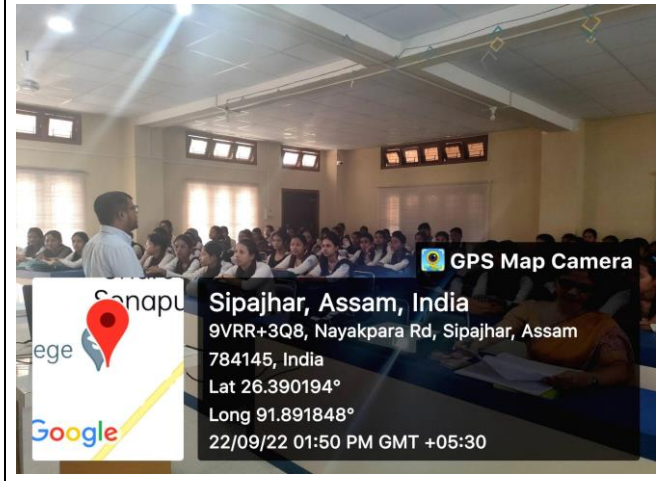 GPS Map Camera
Sonapu
ege
Google
Sipajhar, Assam, India
9VRR+3Q8, Nayakpara Rd, Sipajhar, Assam
784145, India
Lat 26.390194°
Long 91.891848°
22/09/22 01:50 PM GMT +05:30